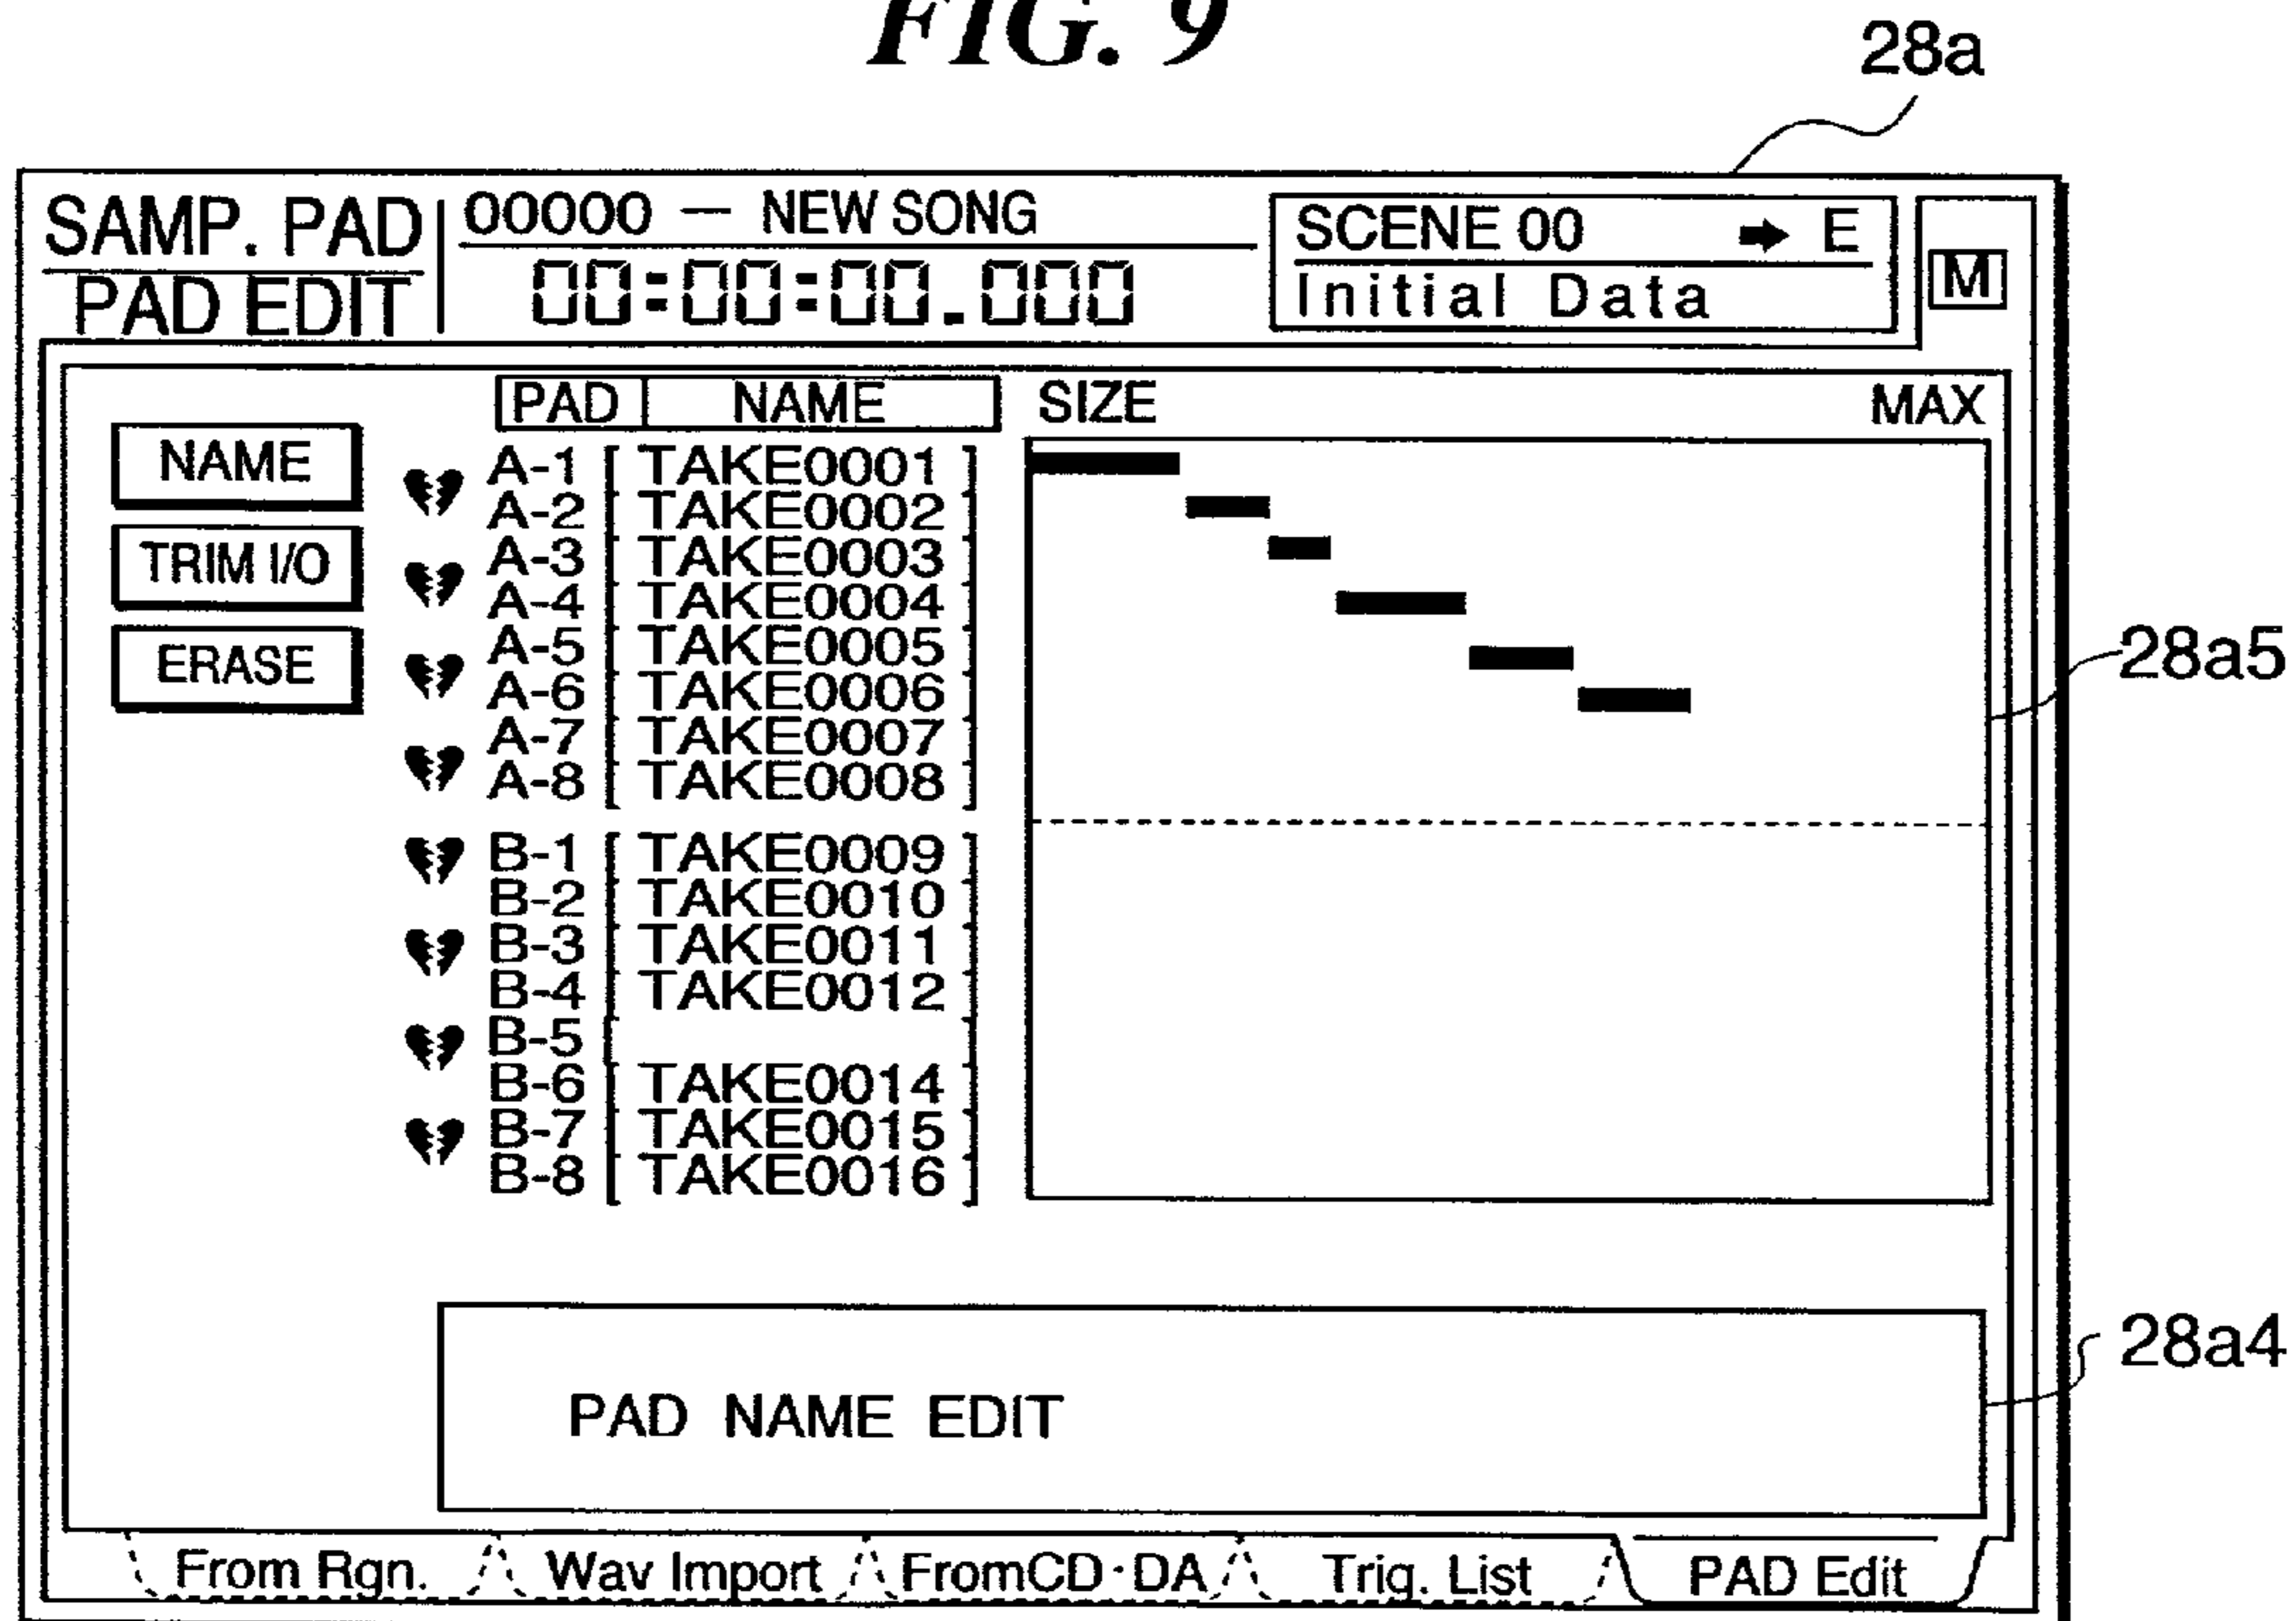 FIG. 9
28a
SAMP. PAD
PAD EDIT
00000 — NEW SONG
00:00:00.000
SCENE 00 ➡ E
Initial Data
M
PAD NAME SIZE MAX
NAME
TRIM I/O
ERASE
A-1 [ TAKE0001 ]
A-2 [ TAKE0002 ]
A-3 [ TAKE0003 ]
A-4 [ TAKE0004 ]
A-5 [ TAKE0005 ]
A-6 [ TAKE0006 ]
A-7 [ TAKE0007 ]
A-8 [ TAKE0008 ]
B-1 [ TAKE0009 ]
B-2 [ TAKE0010 ]
B-3 [ TAKE0011 ]
B-4 [ TAKE0012 ]
B-5 [ ]
B-6 [ TAKE0014 ]
B-7 [ TAKE0015 ]
B-8 [ TAKE0016 ]
28a5
PAD NAME EDIT
28a4
From Rgn. Wav Import FromCD·DA Trig. List PAD Edit